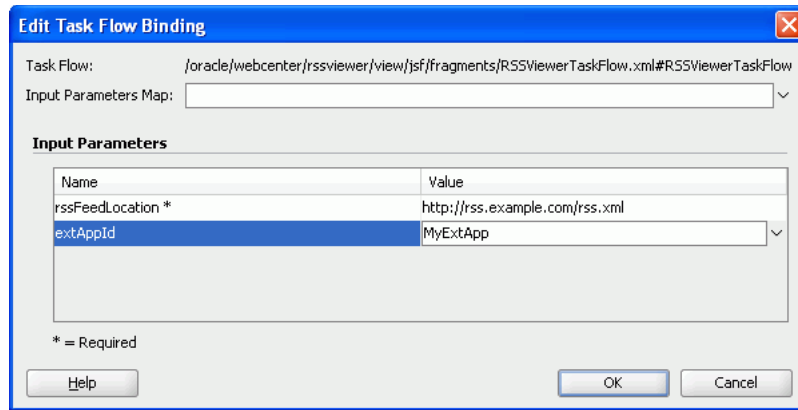 Edit Task Flow Binding
Task Flow: /oracle/webcenter/rssviewer/view/jsf/fragments/RSSViewerTaskFlow.xml#RSSViewerTaskFlow
Input Parameters Map:
Input Parameters
Name Value
rssFeedLocation * http://rss.example.com/rss.xml
extAppId MyExtApp
* = Required
Help OK Cancel